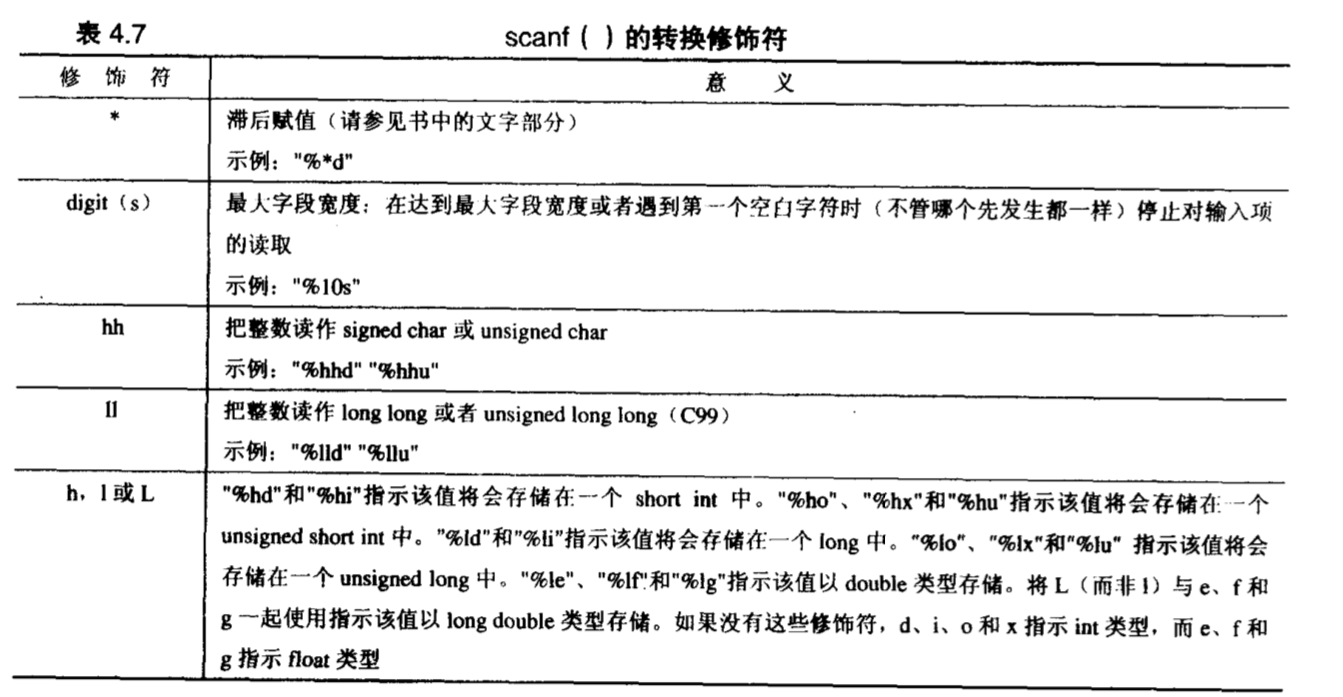 表 4.7 scanf ( ) 的转换修饰符
修 饰 符 意 义
* 滞后赋值（请参见书中的文字部分）
示例："%*d"
digit（s） 最大字段宽度：在达到最大字段宽度或者遇到第一个空白字符时（不管哪个先发生都一样）停止对输入项
的读取
示例："%10s"
hh 把整数读作 signed char 或 unsigned char
示例："%hhd" "%hhu"
ll 把整数读作 long long 或者 unsigned long long（C99）
示例："%lld" "%llu"
h，l 或 L "%hd"和"%hi"指示该值将会存储在一个 short int 中。"%ho"、"%hx"和"%hu"指示该值将会存储在一个
unsigned short int 中。"%ld"和"%li"指示该值将会存储在一个 long 中。"%lo"、"%lx"和"%lu" 指示该值将会
存储在一个 unsigned long 中。"%le"、"%lf"和"%lg"指示该值以 double 类型存储。将 L（而非 l）与 e、f 和
g 一起使用指示该值以 long double 类型存储。如果没有这些修饰符，d、i、o 和 x 指示 int 类型，而 e、f 和
g 指示 float 类型